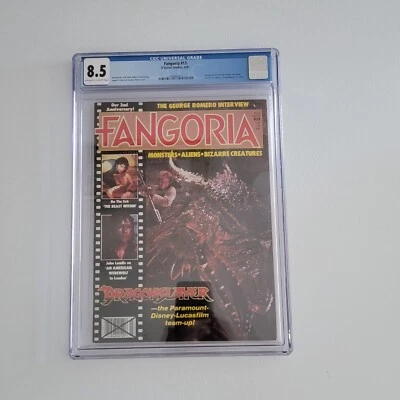 CGC UNIVERSAL GRADE
8.5
Fangoria #13
Our 2nd
Anniversary!
THE GEORGE ROMERO INTERVIEW
FANGORIA
MONSTERS•ALIENS•BIZARRE CREATURES
On The Set:
"THE BEAST WITHIN"
John Landis on
"AN AMERICAN
WEREWOLF
In London"
DRAGONSLAYER
—the Paramount-
Disney-Lucasfilm
team-up!